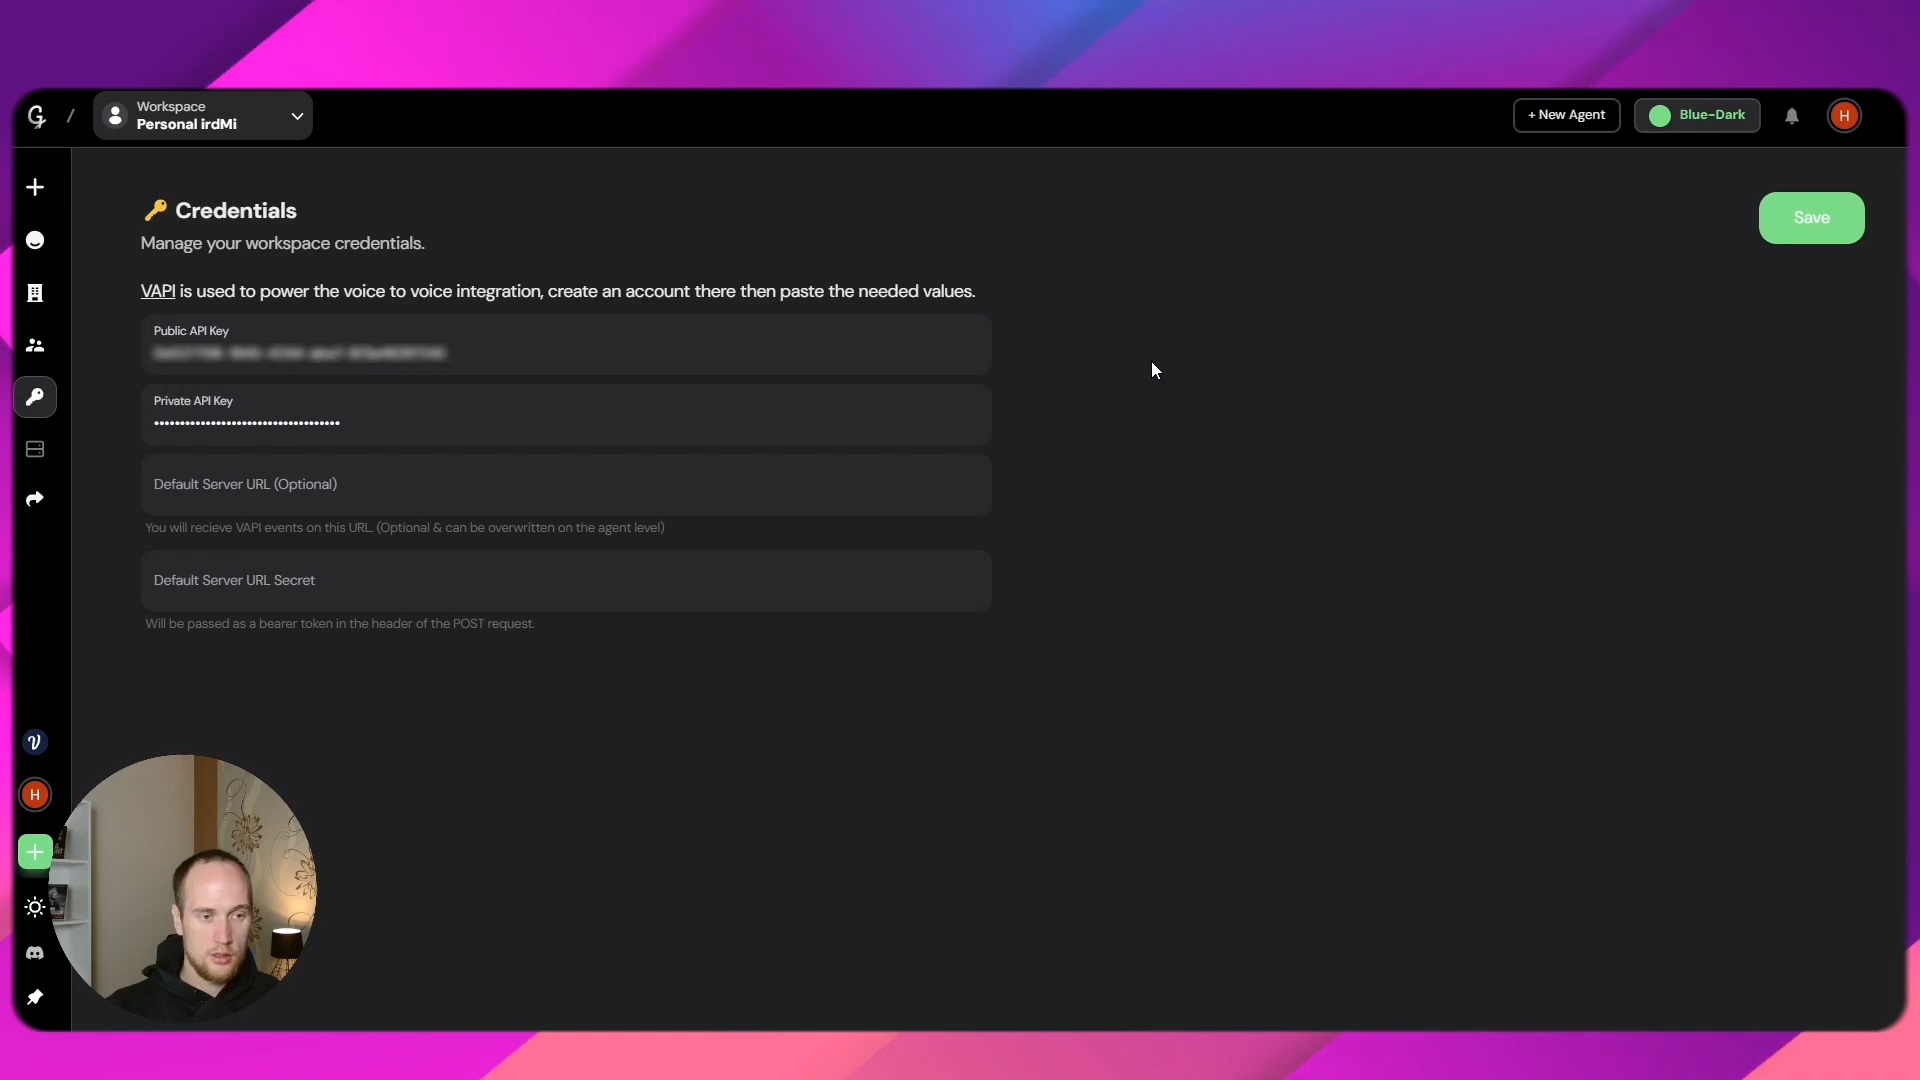 /
Workspace
Personal irdMi
+ New Agent
Blue-Dark
H
Credentials
Manage your workspace credentials.
Save
VAPI is used to power the voice to voice integration, create an account there then paste the needed values.
Public API Key
Private API Key
••••••••••••••••••••••••••••••••••••
Default Server URL (Optional)
You will recieve VAPI events on this URL. (Optional & can be overwritten on the agent level)
Default Server URL Secret
Will be passed as a bearer token in the header of the POST request.
V
H